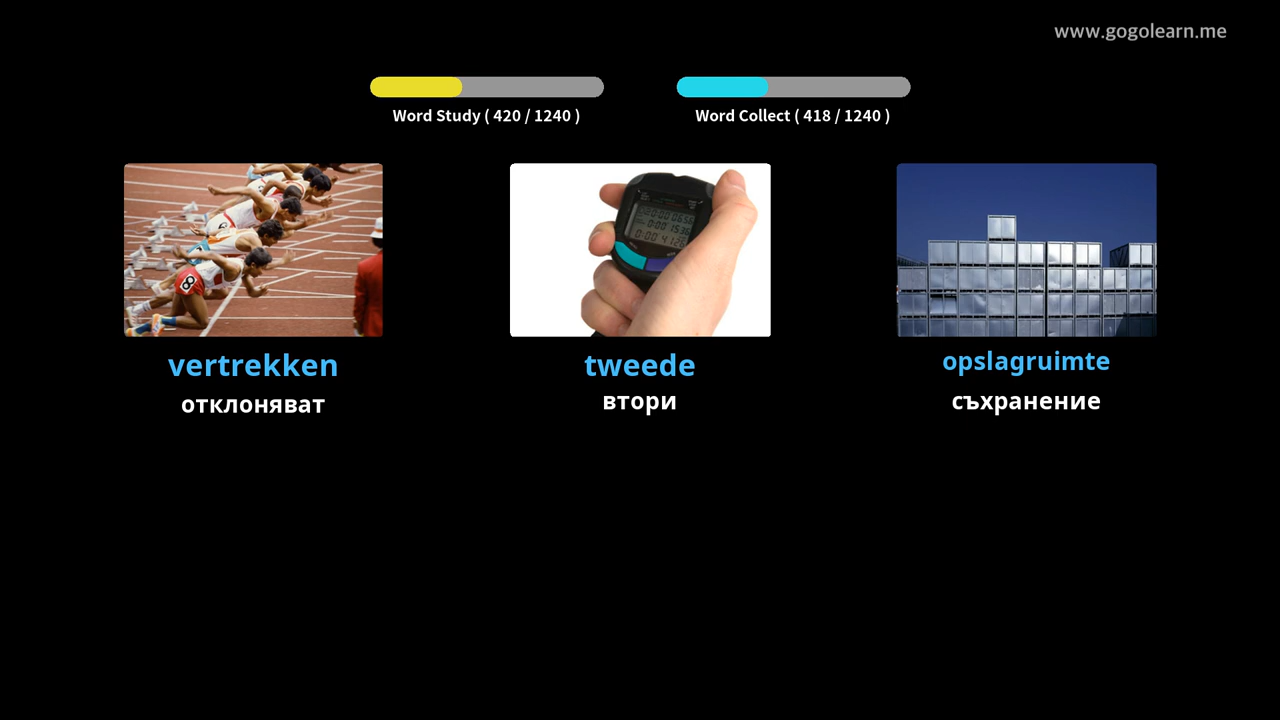 www.gogolearn.me
Word Study ( 420 / 1240 )
Word Collect ( 418 / 1240 )
vertrekken
отклоняват
tweede
втори
opslagruimte
съхранение